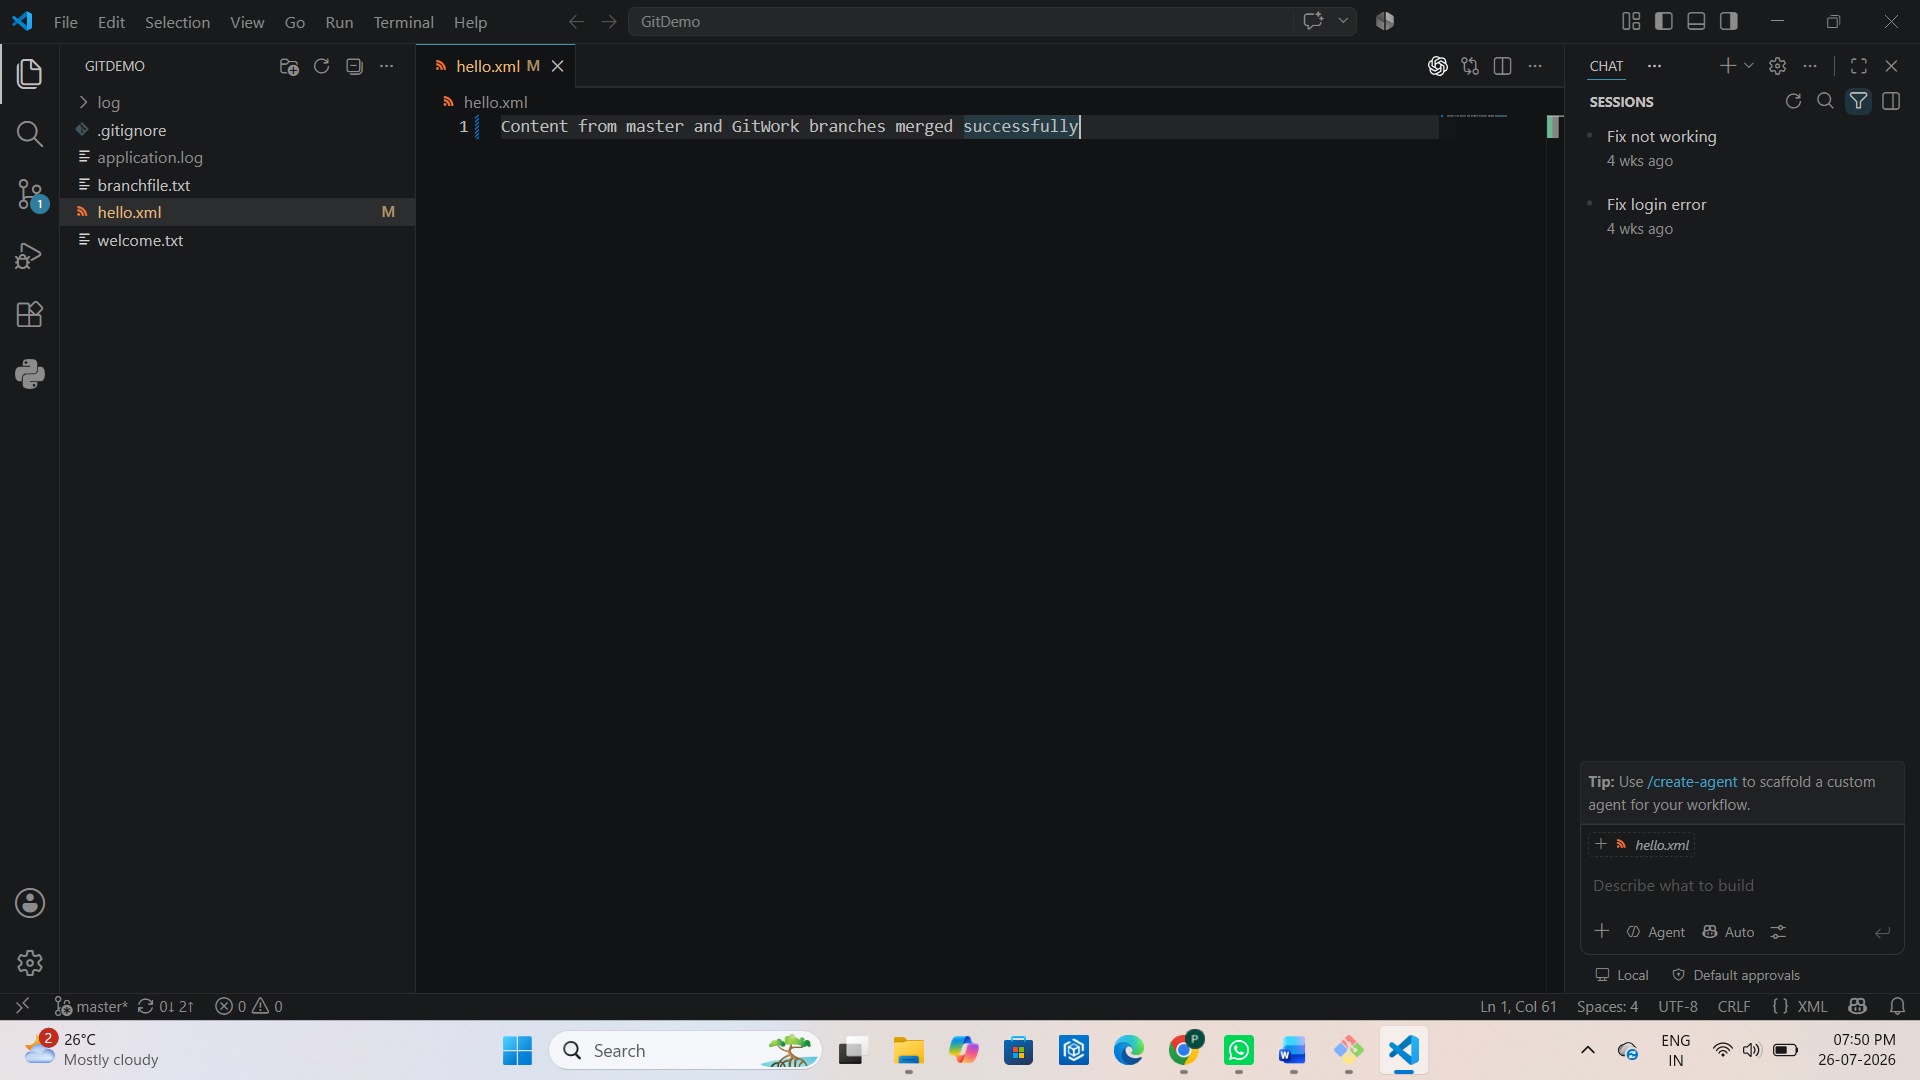 File Edit Selection View Go Run Terminal Help
GitDemo
GITDEMO
log
.gitignore
application.log
branchfile.txt
hello.xml M
welcome.txt
1
hello.xml M
hello.xml
1 Content from master and GitWork branches merged successfully
CHAT
SESSIONS
Fix not working
4 wks ago
Fix login error
4 wks ago
Tip: Use /create-agent to scaffold a custom
agent for your workflow.
hello.xml
Describe what to build
Agent Auto
Local Default approvals
master* 0↓ 2↑ 0 0
Ln 1, Col 61 Spaces: 4 UTF-8 CRLF {} XML
2
26°C
Mostly cloudy
Search
P
W
ENG
IN
07:50 PM
26-07-2026